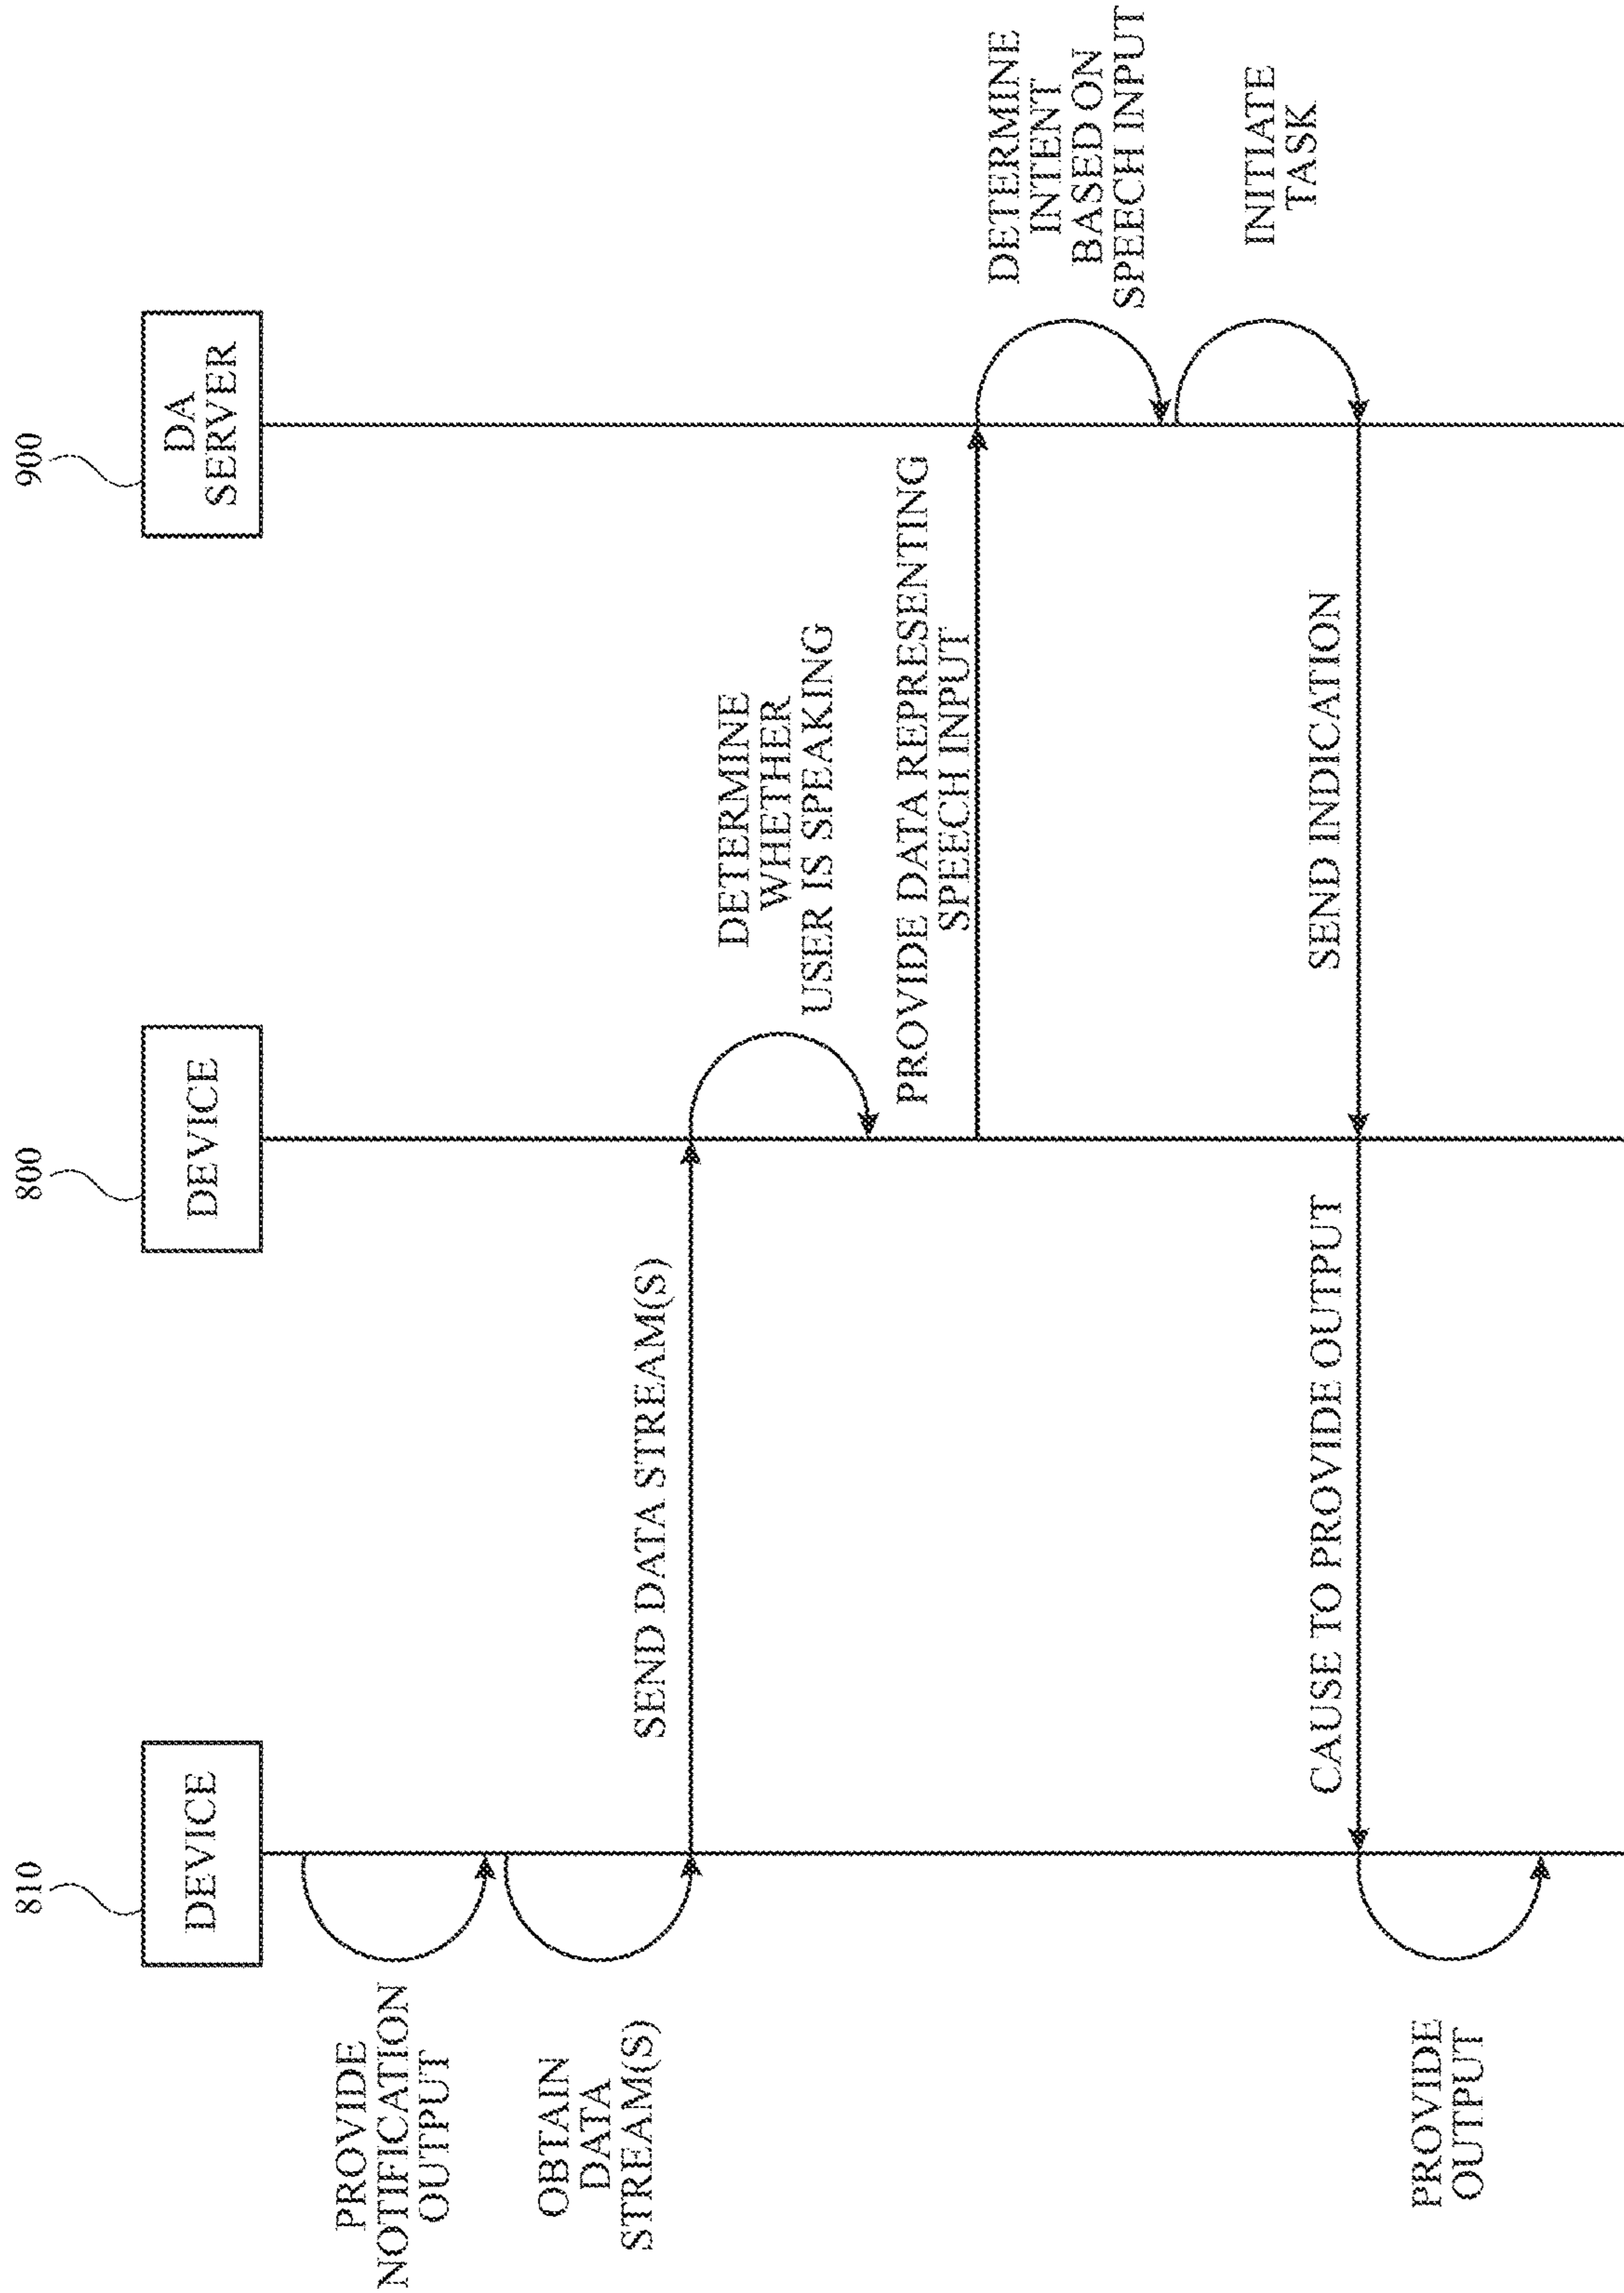 810
800
900
DEVICE
DEVICE
DA
SERVER
PROVIDE
NOTIFICATION
OUTPUT
OBTAIN
DATA
STREAM(S)
SEND DATA STREAM(S)
DETERMINE
WHETHER
USER IS SPEAKING
PROVIDE DATA REPRESENTING
SPEECH INPUT
DETERMINE
INTENT
BASED ON
SPEECH INPUT
INITIATE
TASK
SEND INDICATION
CAUSE TO PROVIDE OUTPUT
PROVIDE
OUTPUT